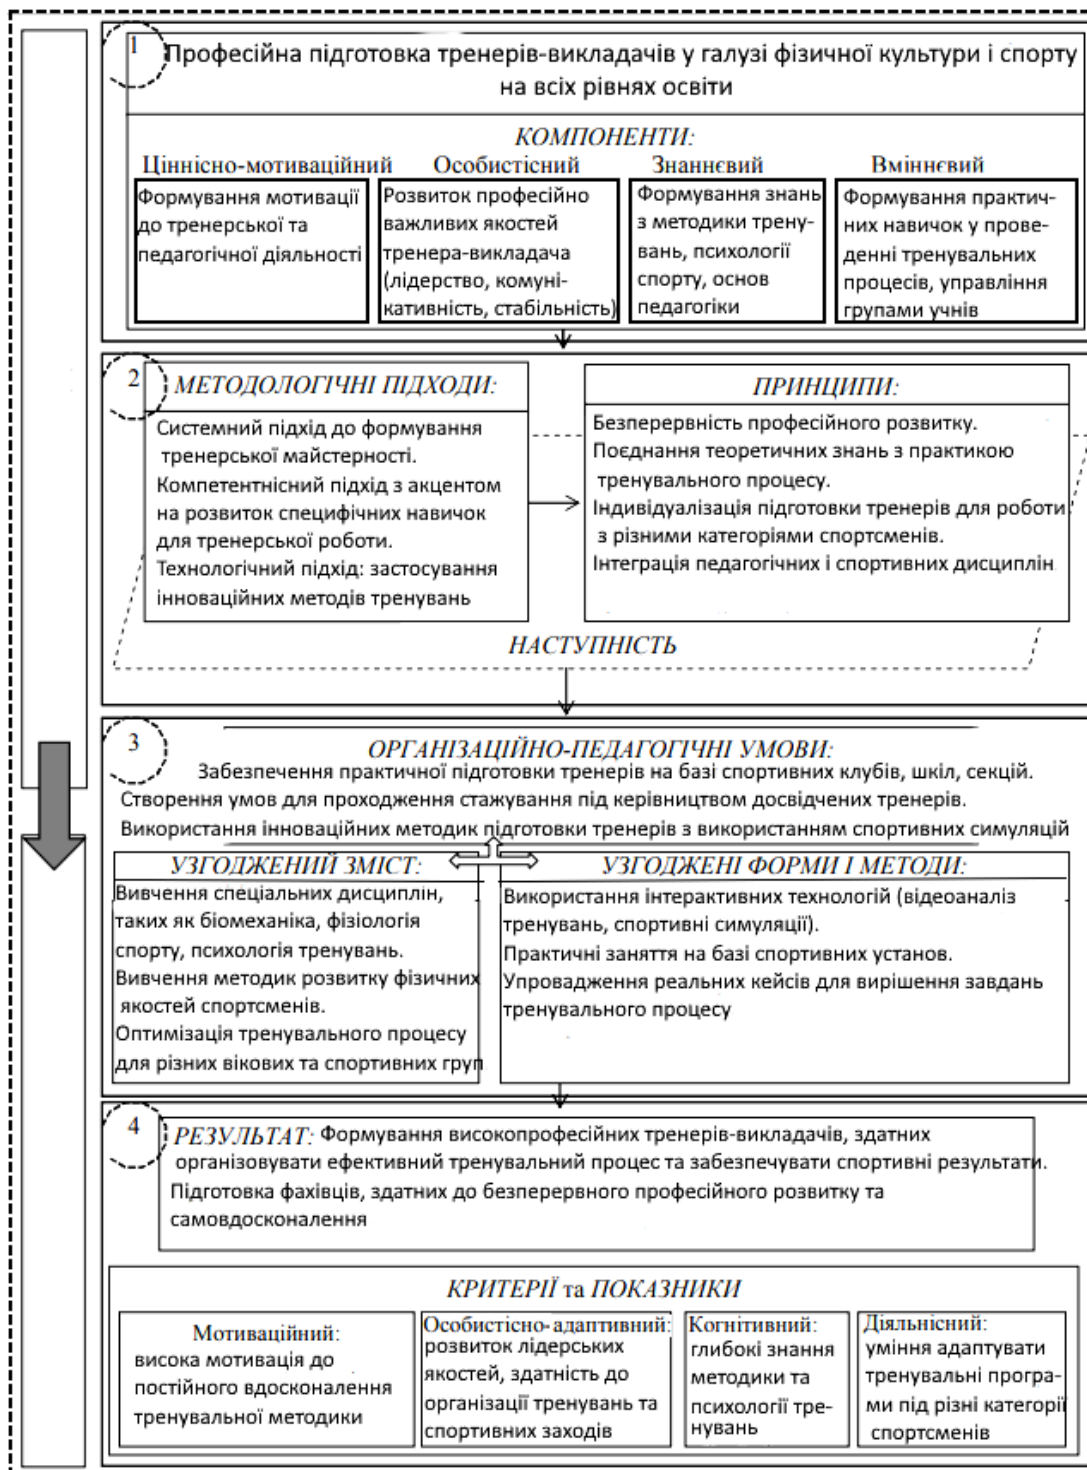 1
Професійна підготовка тренерів-викладачів у галузі фізичної культури і спорту
на всіх рівнях освіти
КОМПОНЕНТИ:
Ціннісно-мотиваційний
Формування мотивації
до тренерської та
педагогічної діяльності
Особистісний
Розвиток професійно
важливих якостей
тренера-викладача
(лідерство, комуні-
кативність, стабільність)
Знаннєвий
Формування знань
з методики трену-
вань, психології
спорту, основ
педагогіки
Вміннєвий
Формування практич-
них навичок у прове-
денні тренувальних
процесів, управління
групами учнів
2
МЕТОДОЛОГІЧНІ ПІДХОДИ:
Системний підхід до формування
тренерської майстерності.
Компетентнісний підхід з акцентом
на розвиток специфічних навичок
для тренерської роботи.
Технологічний підхід: застосування
інноваційних методів тренувань
ПРИНЦИПИ:
Безперервність професійного розвитку.
Поєднання теоретичних знань з практикою
тренувального процесу.
Індивідуалізація підготовки тренерів для роботи
з різними категоріями спортсменів.
Інтеграція педагогічних і спортивних дисциплін
НАСТУПНІСТЬ
3
ОРГАНІЗАЦІЙНО-ПЕДАГОГІЧНІ УМОВИ:
Забезпечення практичної підготовки тренерів на базі спортивних клубів, шкіл, секцій.
Створення умов для проходження стажування під керівництвом досвідчених тренерів.
Використання інноваційних методик підготовки тренерів з використанням спортивних симуляцій
УЗГОДЖЕНИЙ ЗМІСТ:
Вивчення спеціальних дисциплін,
таких як біомеханіка, фізіологія
спорту, психологія тренувань.
Вивчення методик розвитку фізичних
якостей спортсменів.
Оптимізація тренувального процесу
для різних вікових та спортивних груп
УЗГОДЖЕНІ ФОРМИ І МЕТОДИ:
Використання інтерактивних технологій (відеоаналіз
тренувань, спортивні симуляції).
Практичні заняття на базі спортивних установ.
Упровадження реальних кейсів для вирішення завдань
тренувального процесу
4
РЕЗУЛЬТАТ: Формування високопрофесійних тренерів-викладачів, здатних
організовувати ефективний тренувальний процес та забезпечувати спортивні результати.
Підготовка фахівців, здатних до безперервного професійного розвитку та
самовдосконалення
КРИТЕРІЇ та ПОКАЗНИКИ
Мотиваційний:
висока мотивація до
постійного вдосконалення
тренувальної методики
Особистісно-адаптивний:
розвиток лідерських
якостей, здатність до
організації тренувань та
спортивних заходів
Когнитивний:
глибокі знання
методики та
психології тре-
нувань
Діяльнісний:
уміння адаптувати
тренувальні програ-
ми під різні категорії
спортсменів